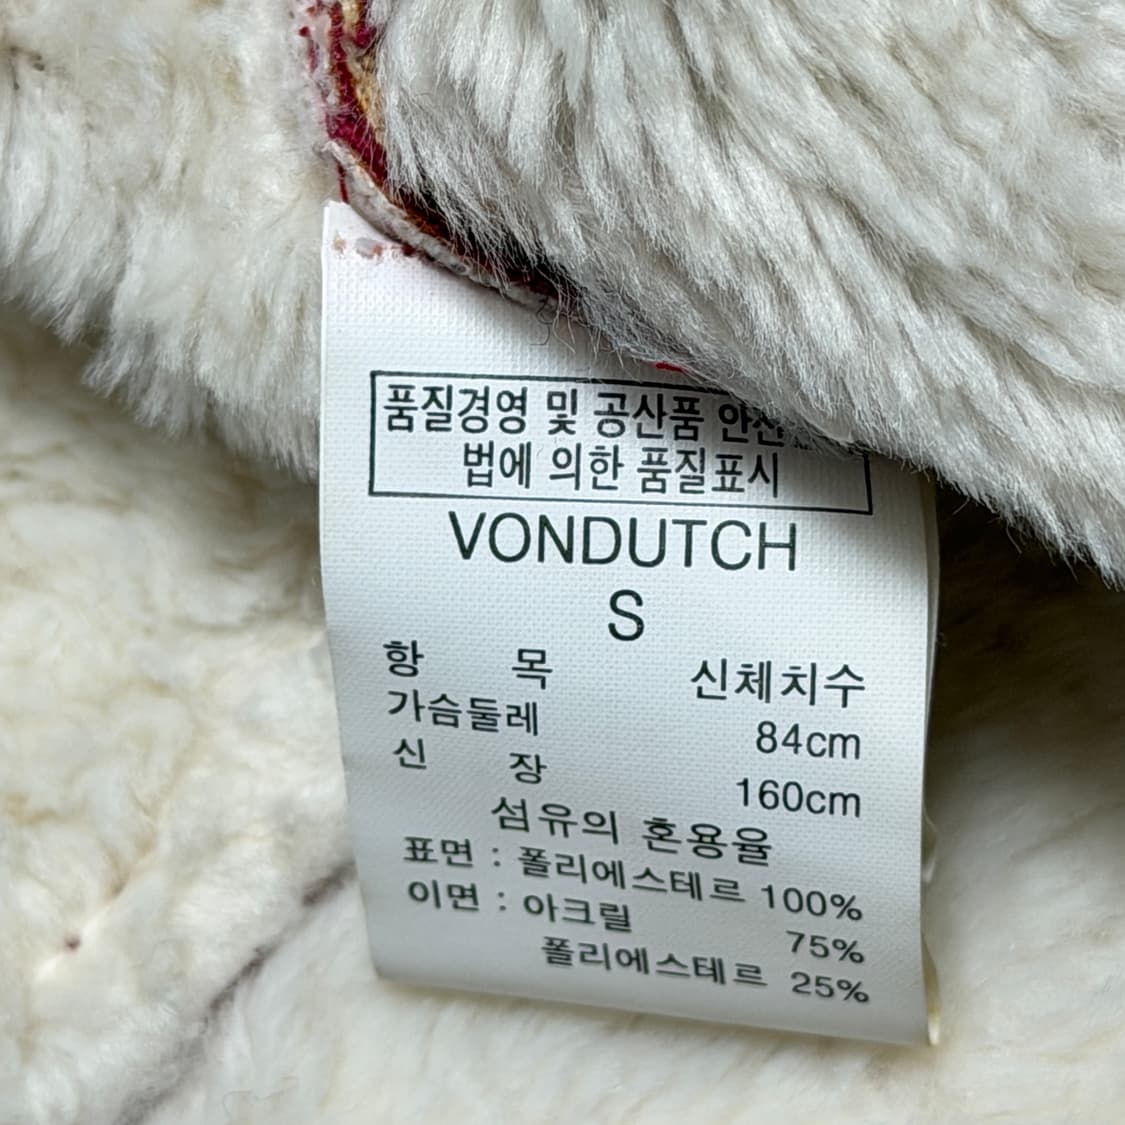 품질경영 및 공산품
법에 의한 품질표시
VONDUTCH
S
항 목 신체치수
가슴둘레 84cm
신 장 160cm
섬유의 혼용율
표면 : 폴리에스테르 100%
이면 : 아크릴 75%
폴리에스테르 25%